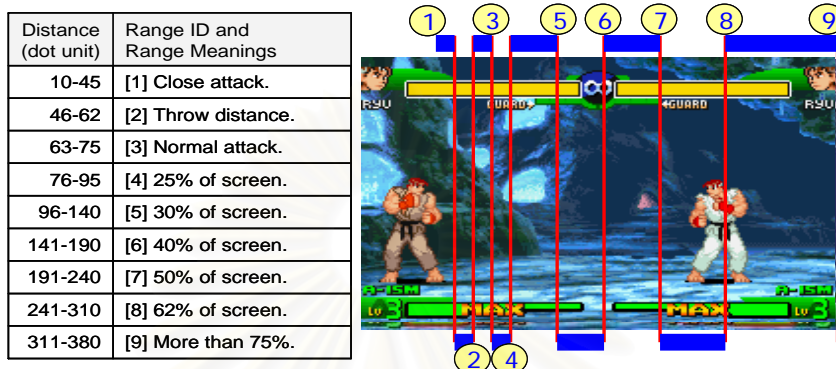 Distance (dot unit) Range ID and Range Meanings
10-45 [1] Close attack.
46-62 [2] Throw distance.
63-75 [3] Normal attack.
76-95 [4] 25% of screen.
96-140 [5] 30% of screen.
141-190 [6] 40% of screen.
191-240 [7] 50% of screen.
241-310 [8] 62% of screen.
311-380 [9] More than 75%.
1 3 5 6 7 8 9
RYU RYU
GUARD GUARD
A-ISM A-ISM
Lv 3 MAX MAX Lv 3
2 4